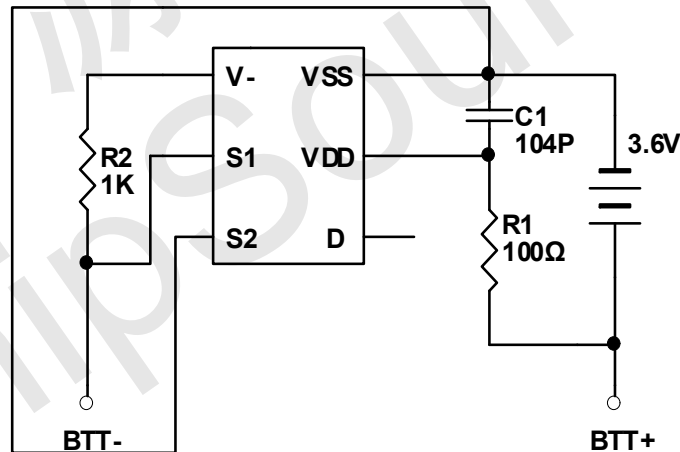 V- VSS
C1
104P
3.6V
R2
1K
S1 VDD
R1
100Ω
S2 D
BTT-
BTT+